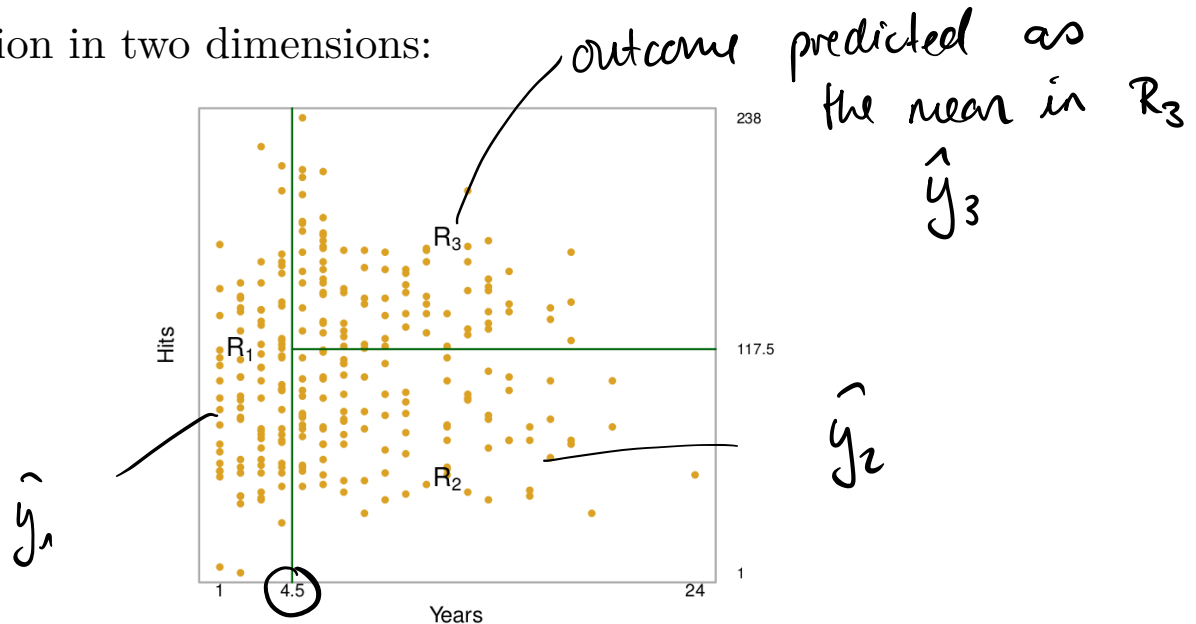 ion in two dimensions:
outcome predicted as
the mean in R₃
ŷ₃
238
R₃
Hits
R₁
117.5
ŷ₂
R₂
ŷ₁
1
1
4.5
24
Years